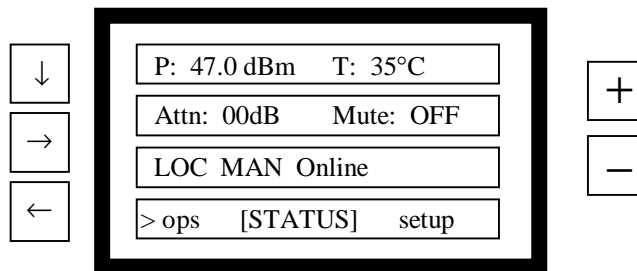 ↓
→
←
P: 47.0 dBm T: 35°C
Attn: 00dB Mute: OFF
LOC MAN Online
> ops [STATUS] setup
+
−